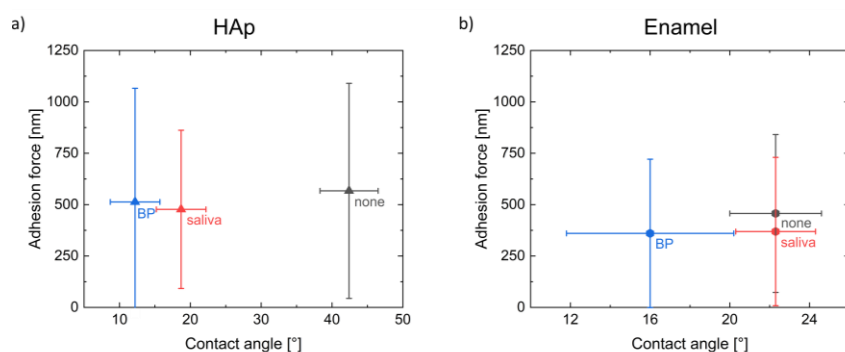 a)
HAp
1250
1000
750
500
250
0
Adhesion force [nm]
BP
saliva
none
10
20
30
40
50
Contact angle [°]
b)
Enamel
1250
1000
750
500
250
0
Adhesion force [nm]
BP
none
saliva
12
16
20
24
Contact angle [°]